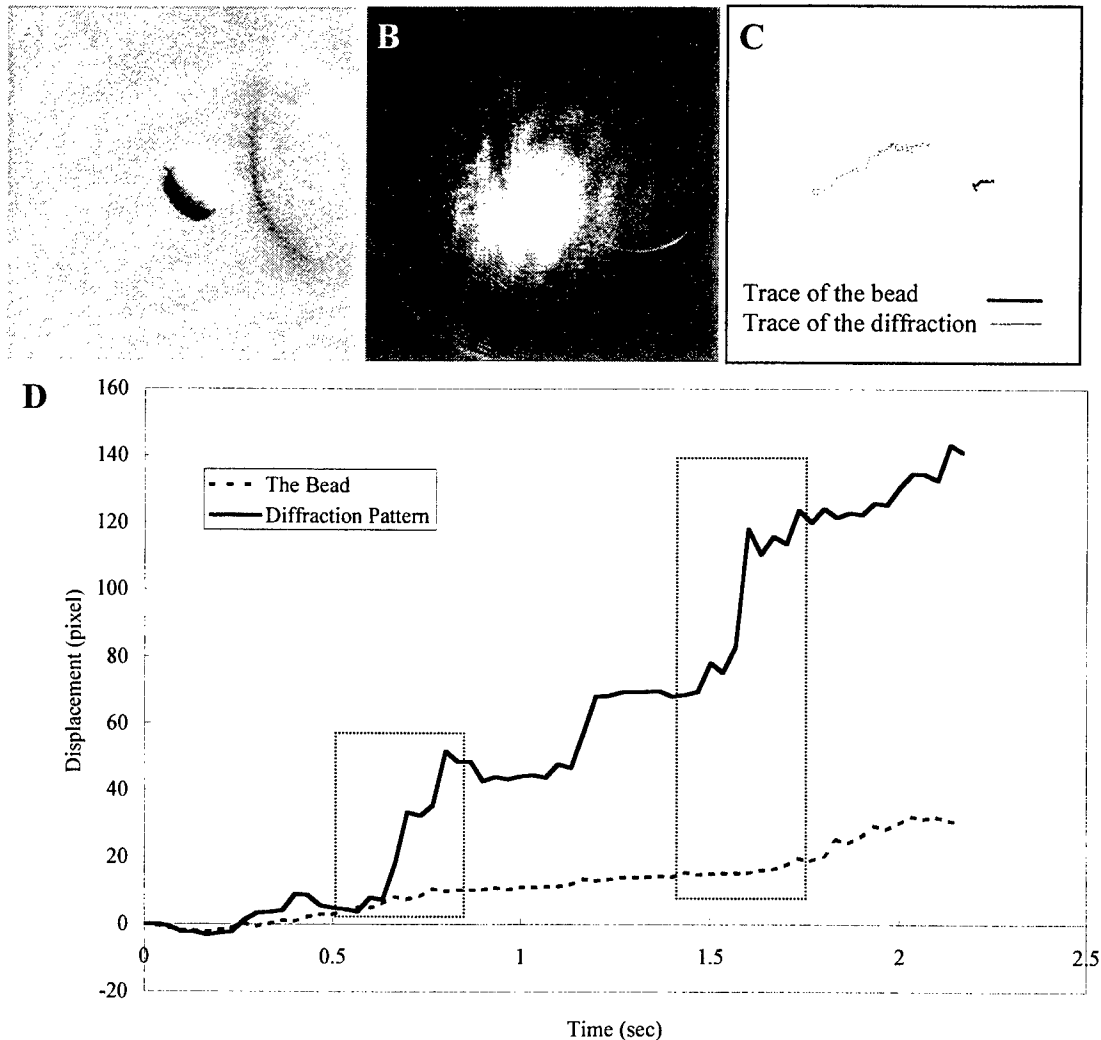 B
C
Trace of the bead
Trace of the diffraction
D
160
140
120
100
80
60
40
20
0
-20
The Bead
Diffraction Pattern
Displacement (pixel)
0
0.5
1
1.5
2
2.5
Time (sec)